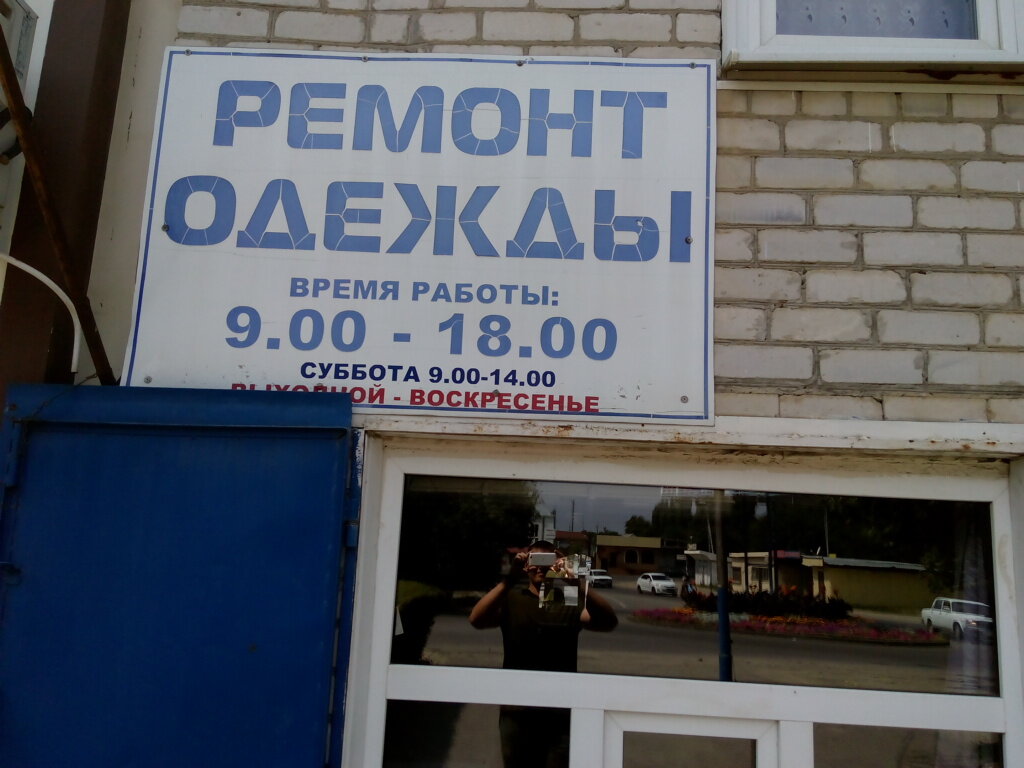 РЕМОНТ
ОДЕЖДЫ
ВРЕМЯ РАБОТЫ:
9.00 - 18.00
СУББОТА 9.00-14.00
ВЫХОДНОЙ - ВОСКРЕСЕНЬЕ